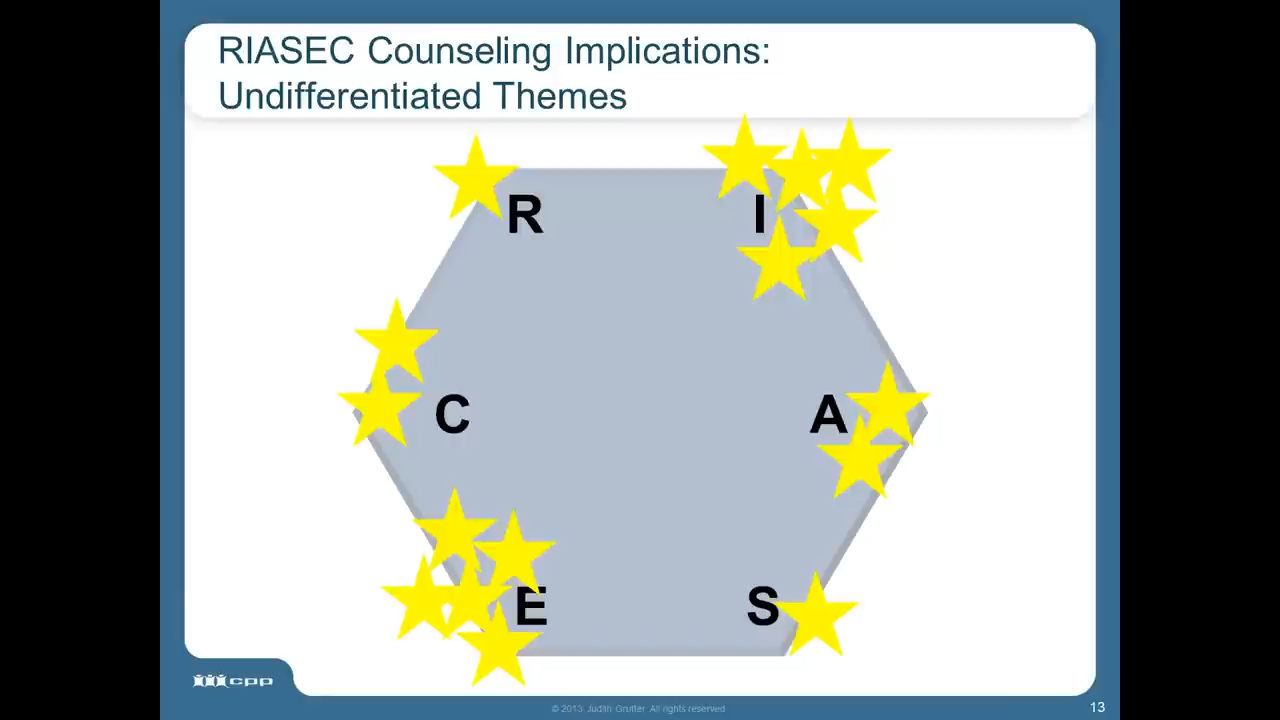 RIASEC Counseling Implications:
Undifferentiated Themes
R
I
C
A
E
S
cpp
© 2013 Judith Grutter All rights reserved
13